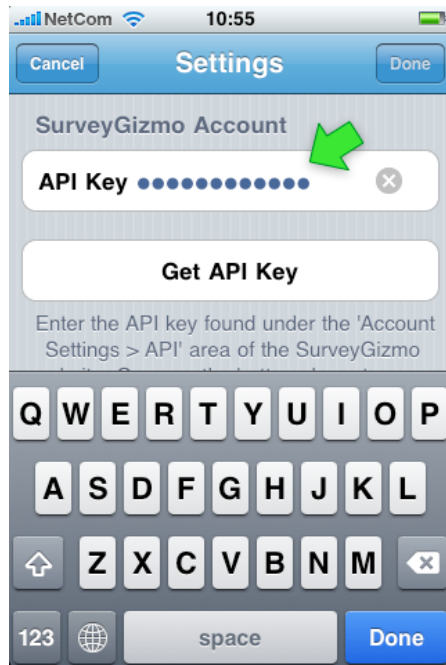 NetCom 10:55
Cancel Settings Done
SurveyGizmo Account
API Key ••••••••••••
Get API Key
Enter the API key found under the 'Account
Settings > API' area of the SurveyGizmo
Q W E R T Y U I O P
A S D F G H J K L
Z X C V B N M
123 space Done